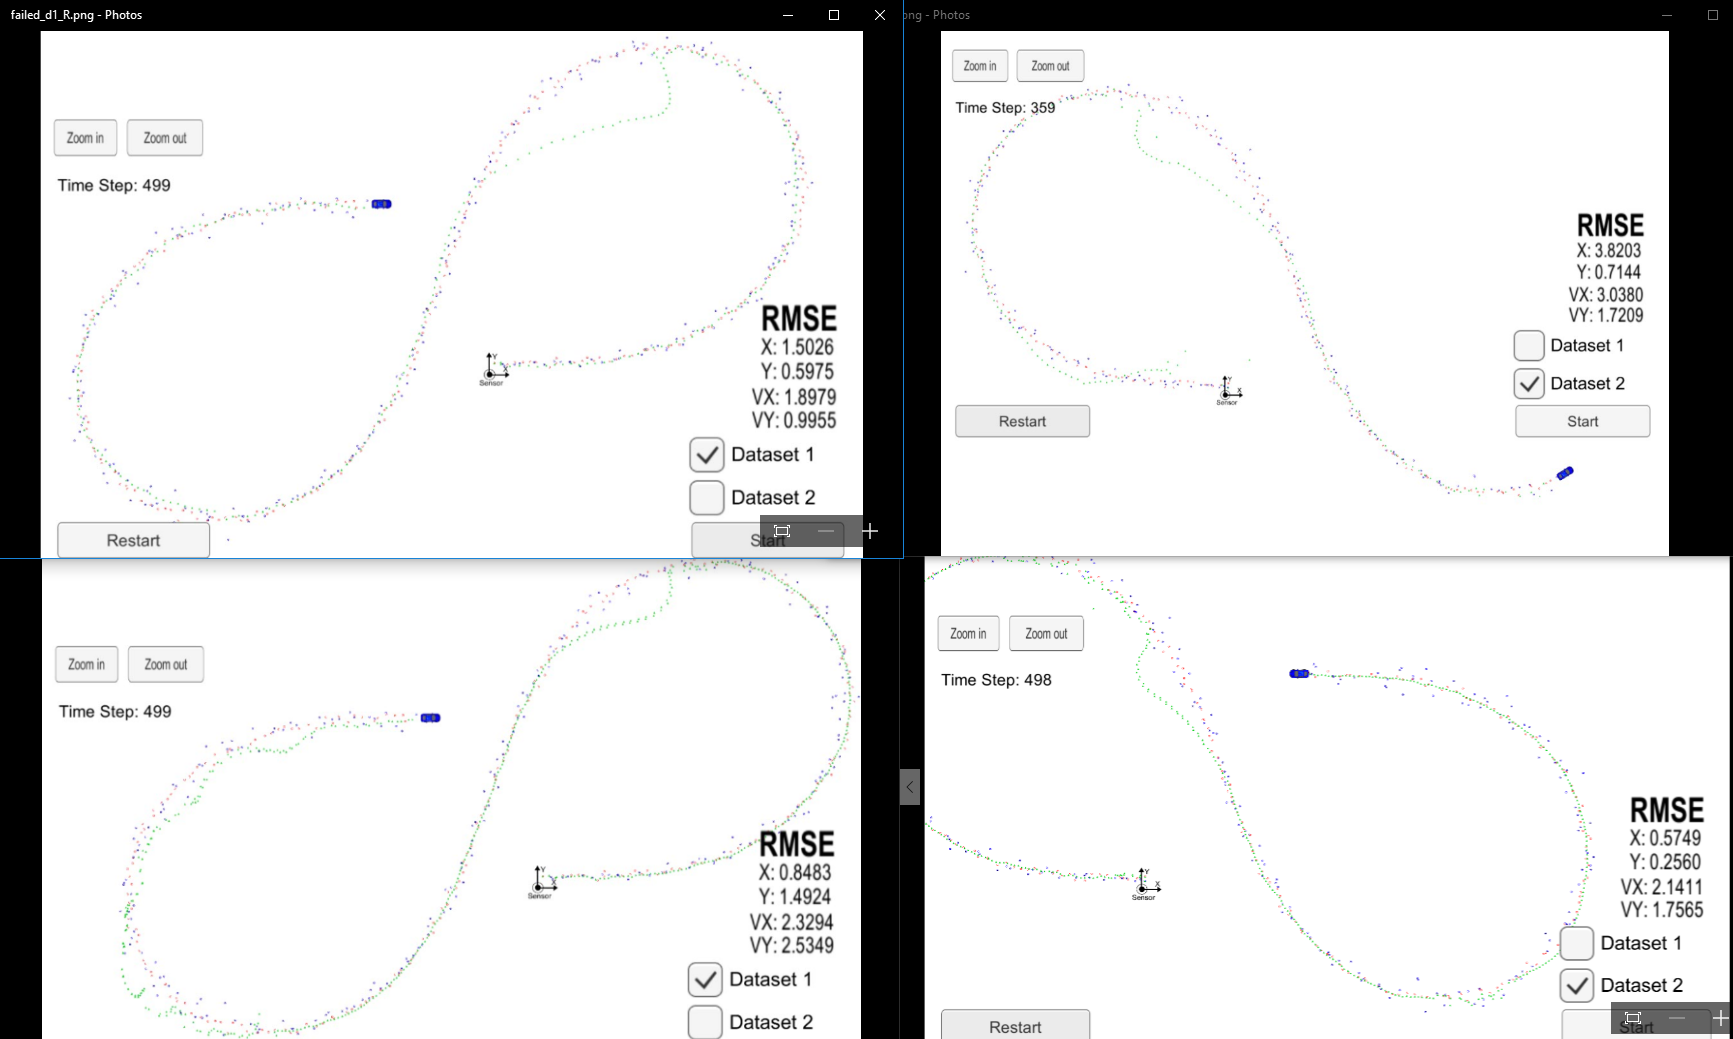 failed_d1_R.png - Photos
Zoom in
Zoom out
Time Step: 499
Y
X
Sensor
RMSE
X: 1.5026
Y: 0.5975
VX: 1.8979
VY: 0.9955
Dataset 1
Dataset 2
Restart
Start
png - Photos
Zoom in
Zoom out
Time Step: 359
RMSE
X: 3.8203
Y: 0.7144
VX: 3.0380
VY: 1.7209
Dataset 1
Dataset 2
Y
X
Sensor
Restart
Start
Zoom in
Zoom out
Time Step: 499
RMSE
X: 0.8483
Y: 1.4924
VX: 2.3294
VY: 2.5349
Y
X
Sensor
Dataset 1
Dataset 2
Zoom in
Zoom out
Time Step: 498
RMSE
X: 0.5749
Y: 0.2560
VX: 2.1411
VY: 1.7565
Y
X
Sensor
Dataset 1
Dataset 2
Restart
Start